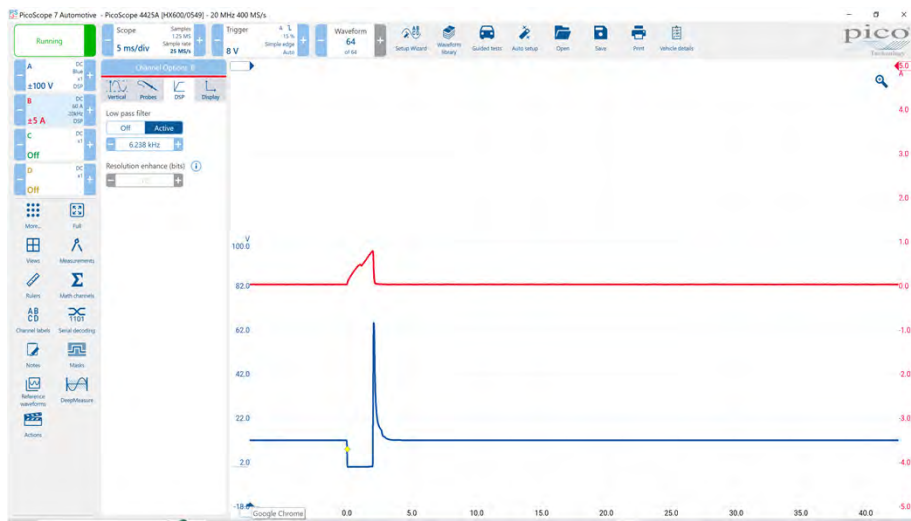 PicoScope 7 Automotive - PicoScope 4425A [HX600/0549] - 20 MHz 400 MS/s
Running
Scope
5 ms/div
Samples
1.25 MS
Sample rate
25 MS/s
Trigger
8 V
A
15 %
Simple edge
Auto
Waveform
64
of 64
Setup Wizard
Waveform library
Guided tests
Auto setup
Open
Save
Print
Vehicle details
pico
Technology
A
DC
Blue
x1
DSP
±100 V
B
DC
60 A
20kHz
DSP
±5 A
C
DC
x1
Off
D
DC
x1
Off
Channel Options: B
Vertical
Probes
DSP
Display
Low pass filter
Off
Active
6.238 kHz
Resolution enhance (bits)
More...
Full
Views
Measurements
Rulers
Math channels
AB
CD
1101
Channel labels
Serial decoding
Notes
Masks
Reference waveforms
DeepMeasure
Actions
V
100.0
82.0
62.0
42.0
22.0
2.0
-18.0
5.0
A
4.0
3.0
2.0
1.0
0.0
-1.0
-2.0
-3.0
-4.0
-5.0
Google Chrome
0.0
5.0
10.0
15.0
20.0
25.0
30.0
35.0
40.0